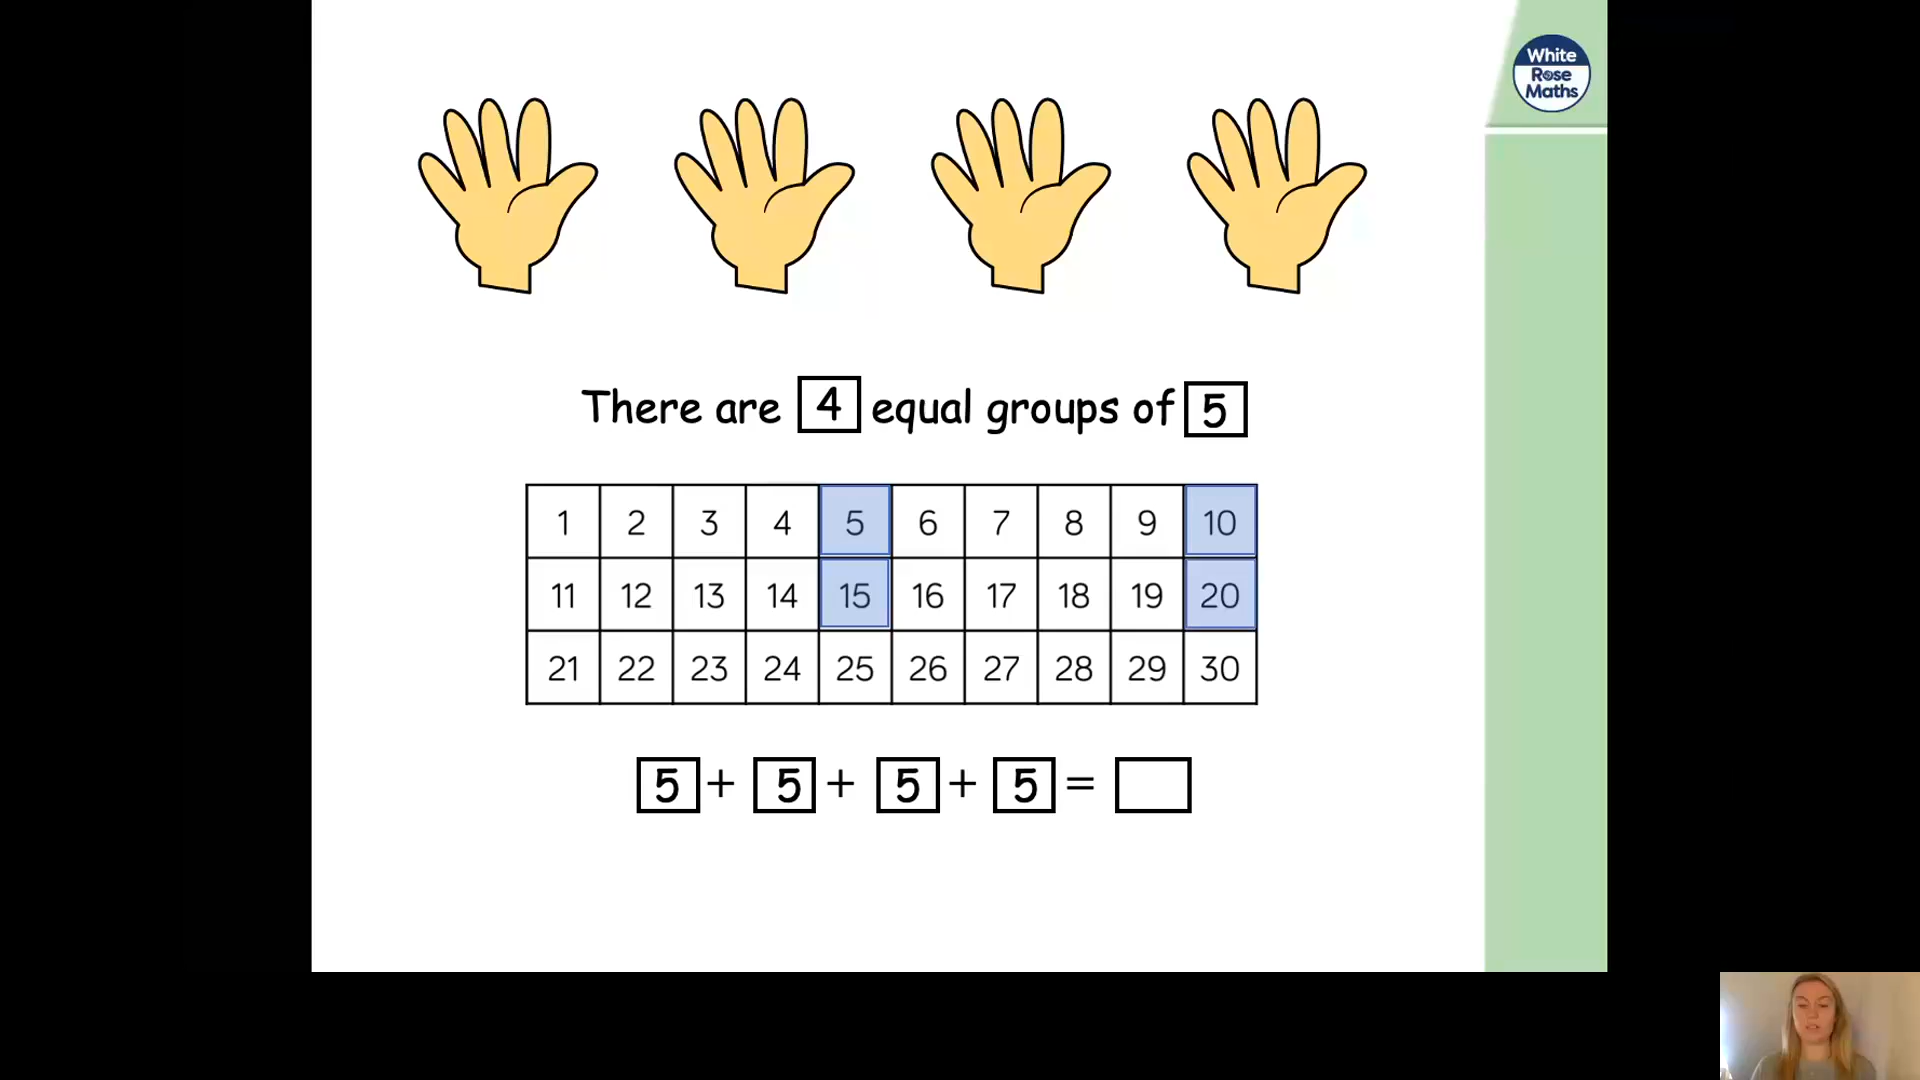 White
Rose
Maths
There are 4 equal groups of 5
1 2 3 4 5 6 7 8 9 10
11 12 13 14 15 16 17 18 19 20
21 22 23 24 25 26 27 28 29 30
5 + 5 + 5 + 5 =